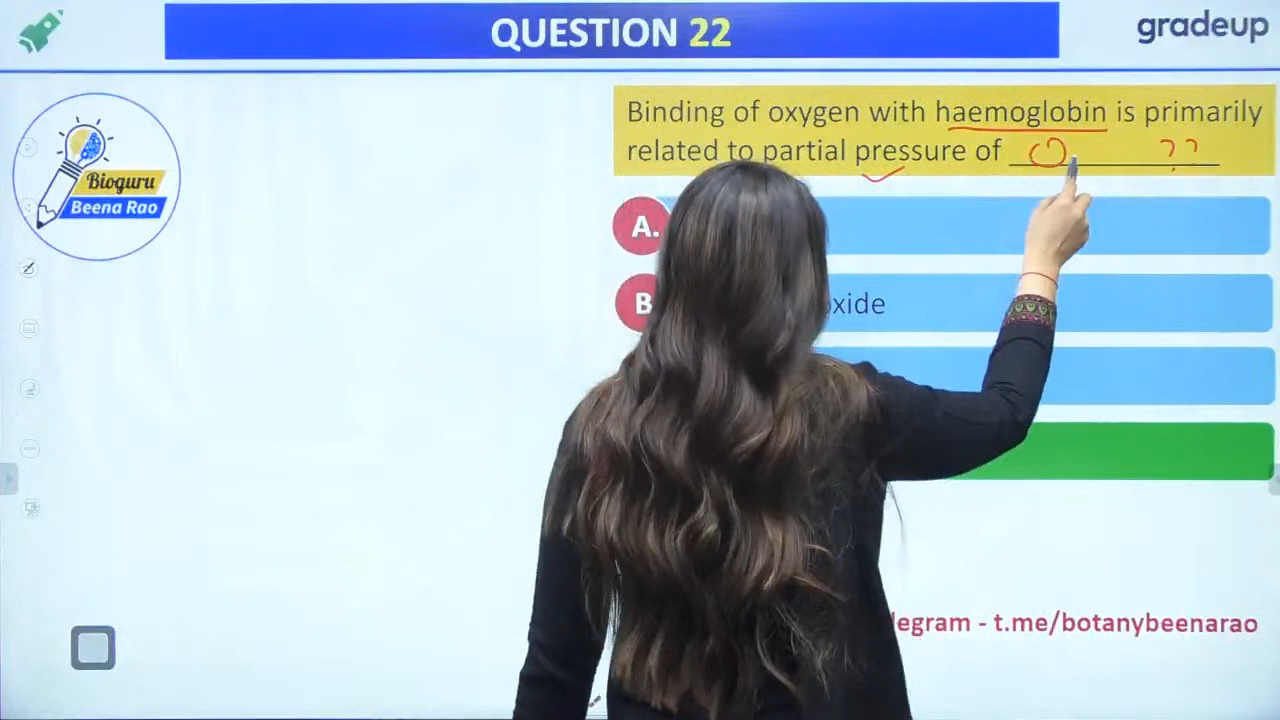 QUESTION 22
gradeup
Binding of oxygen with haemoglobin is primarily
related to partial pressure of O ??
Bioguru
Beena Rao
A.
B
oxide
legram - t.me/botanybeenarao